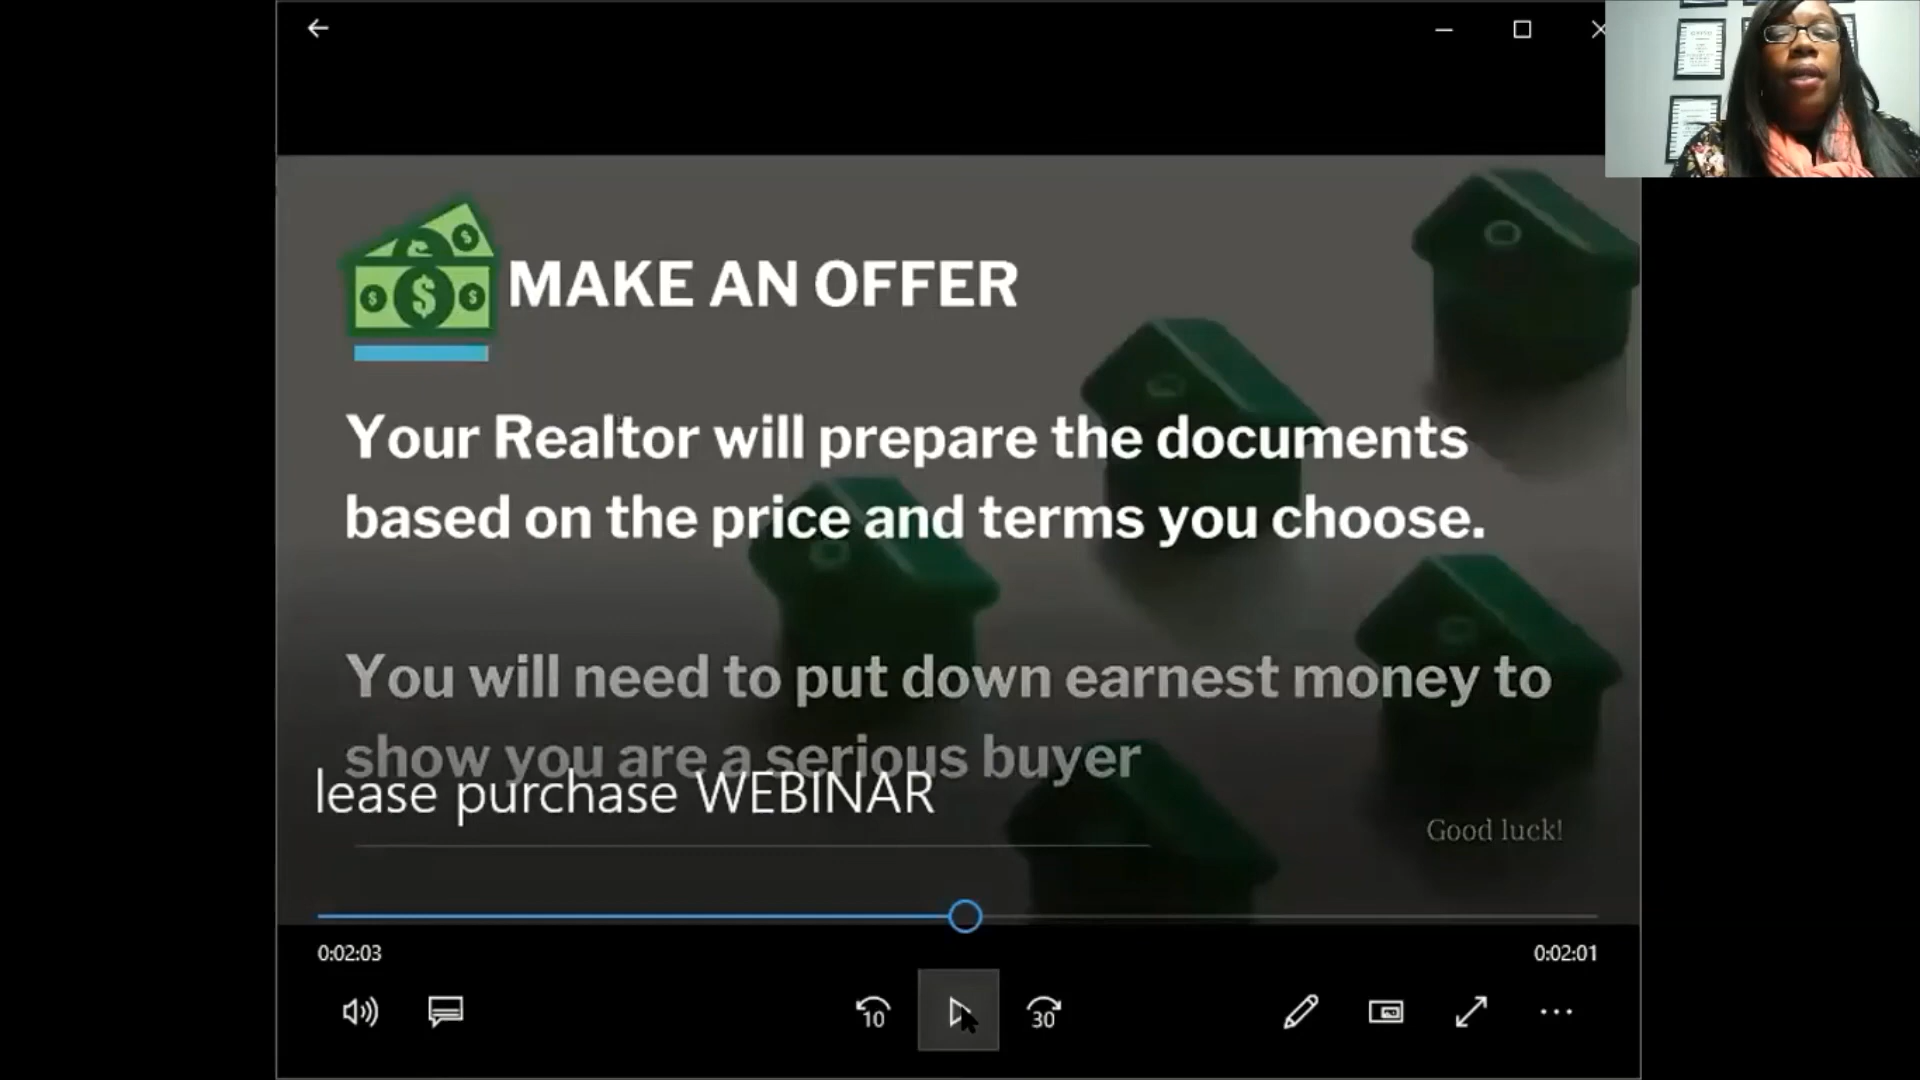 MAKE AN OFFER
Your Realtor will prepare the documents
based on the price and terms you choose.
You will need to put down earnest money to
show you are a serious buyer
lease purchase WEBINAR
Good luck!
0:02:03
0:02:01
10
30